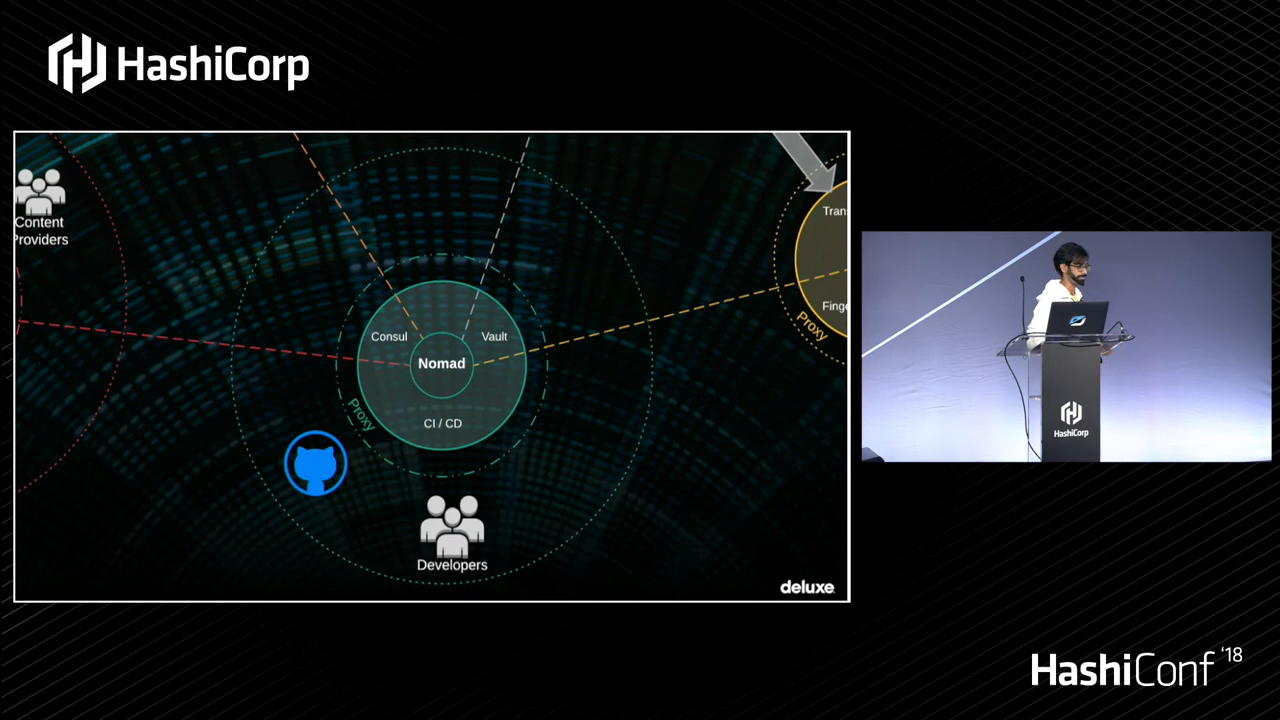 HashiCorp
Content
Providers
Consul
Vault
Nomad
CI / CD
Proxy
Developers
Proxy
deluxe
HashiCorp
HashiConf '18